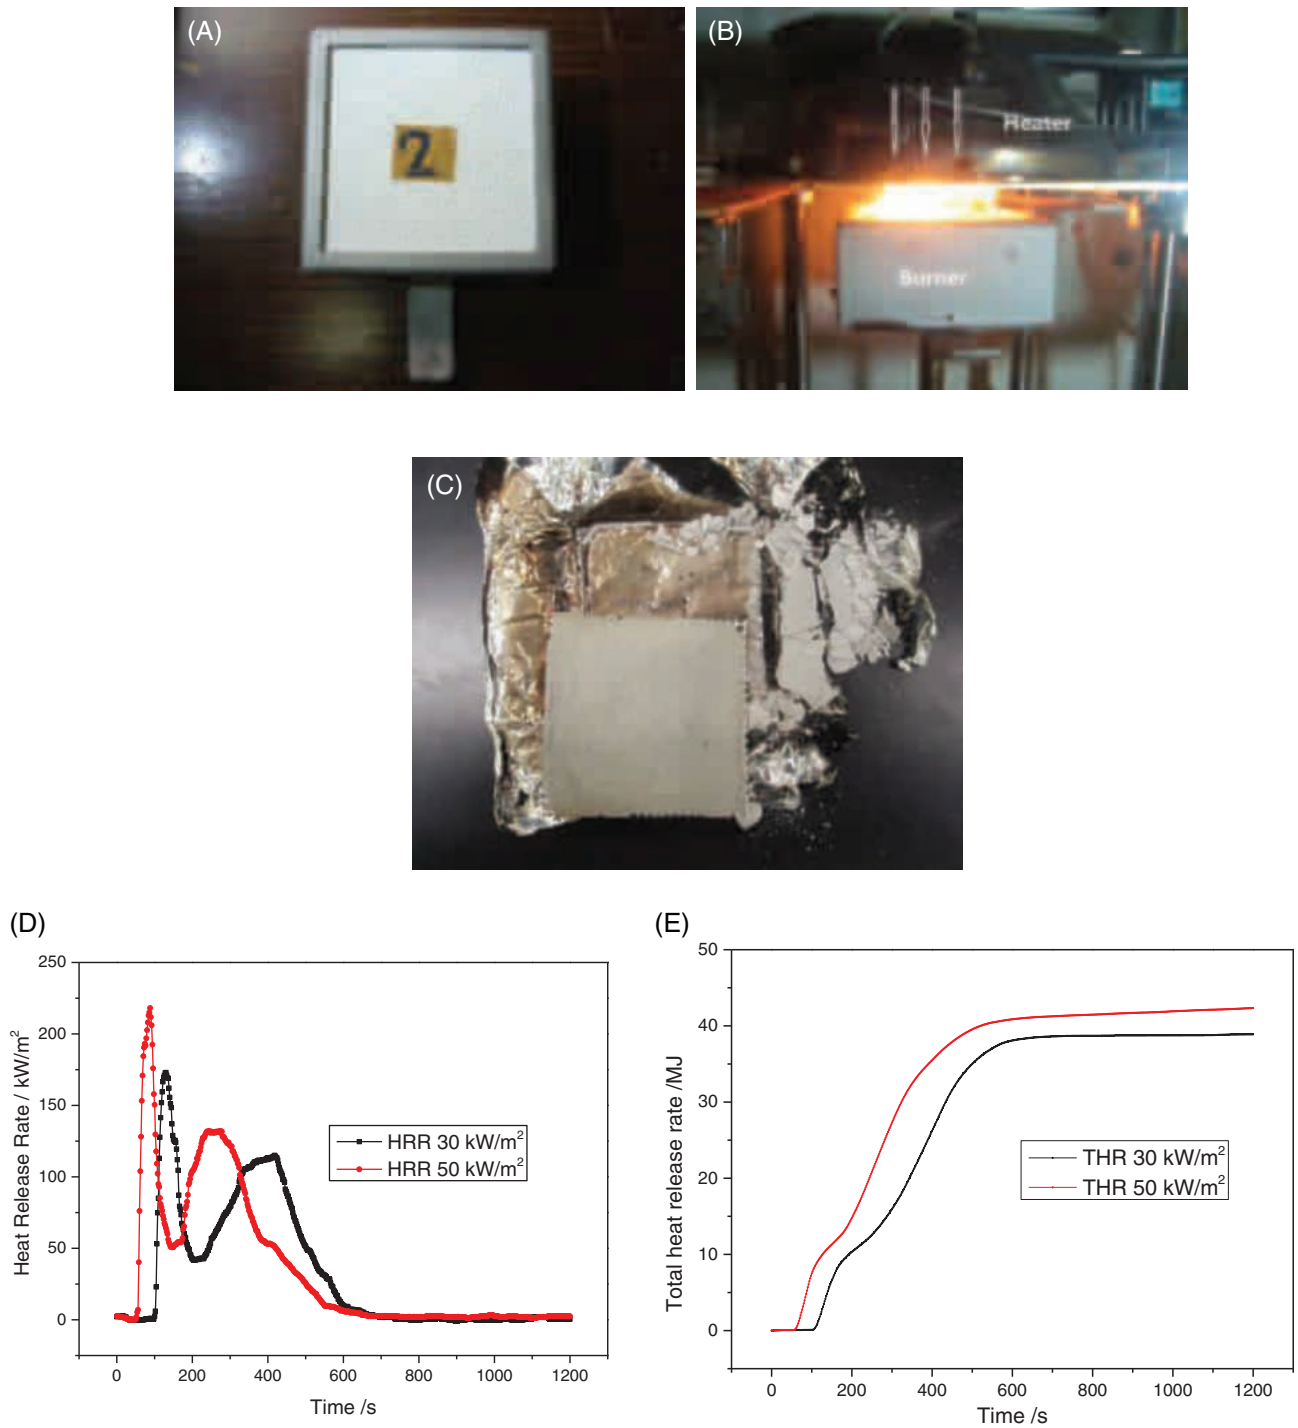 (A)
2
(B)
Heater
Burner
(C)
(D)
250
200
150
100
50
0
Heat Release Rate / kW/m²
HRR 30 kW/m²
HRR 50 kW/m²
0 200 400 600 800 1000 1200
Time /s
(E)
50
40
30
20
10
0
Total heat release rate /MJ
THR 30 kW/m²
THR 50 kW/m²
0 200 400 600 800 1000 1200
Time /s